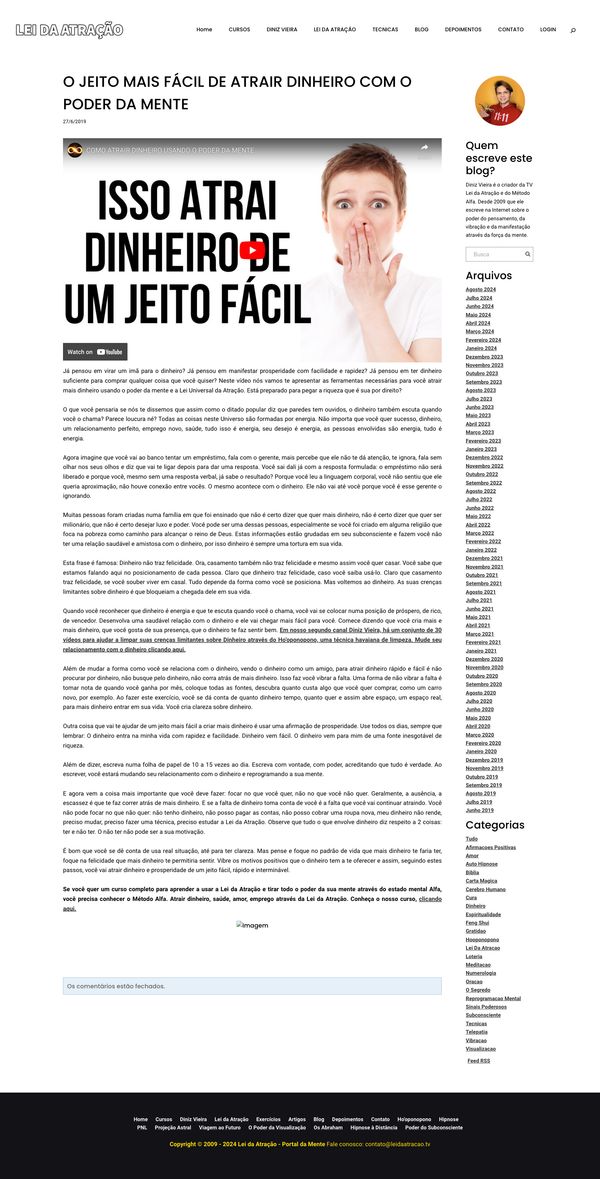 LEI DA ATRAÇÃO
Home CURSOS DINIZ VIEIRA LEI DA ATRAÇÃO TECNICAS BLOG DEPOIMENTOS CONTATO LOGIN
O JEITO MAIS FÁCIL DE ATRAIR DINHEIRO COM O
PODER DA MENTE
27/6/2019
COMO ATRAIR DINHEIRO USANDO O PODER DA MENTE
ISSO ATRAI
DINHEIRO DE
UM JEITO FÁCIL
Watch on YouTube
Já pensou em virar um imã para o dinheiro? Já pensou em manifestar prosperidade com facilidade e rapidez? Já pensou em ter dinheiro
suficiente para comprar qualquer coisa que você quiser? Neste vídeo nós vamos te apresentar as ferramentas necessárias para você atrair
mais dinheiro usando o poder da mente e a Lei Universal da Atração. Está preparado para pegar a riqueza que é sua por direito?
O que você pensaria se nós te dissemos que assim como o ditado popular diz que paredes tem ouvidos, o dinheiro também escuta quando
você o chama? Parece loucura né? Todas as coisas neste Universo são formadas por energia. Não importa que você quer sucesso, dinheiro,
um relacionamento perfeito, emprego novo, saúde, tudo isso é energia, seu desejo é energia, as pessoas envolvidas são energia, tudo é
energia.
Agora imagine que você vai ao banco tentar um empréstimo, fala com o gerente, mais percebe que ele não te dá atenção, te ignora, fala sem
olhar nos seus olhos e diz que vai te ligar depois para dar uma resposta. Você sai dali já com a resposta formulada: o empréstimo não será
liberado e porque você, mesmo sem uma resposta verbal, já sabe o resultado? Porque você leu a linguagem corporal, você não sentiu que ele
queria aproximação, não houve conexão entre vocês. O mesmo acontece com o dinheiro. Ele não vai até você porque você é esse gerente o
ignorando.
Muitas pessoas foram criadas numa família em que foi ensinado que não é certo dizer que quer mais dinheiro, não é certo dizer que quer ser
milionário, que não é certo desejar luxo e poder. Você pode ser uma dessas pessoas, especialmente se você foi criado em alguma religião que
foca na pobreza como caminho para alcançar o reino de Deus. Estas informações estão grudadas em seu subconsciente e fazem você não
ter uma relação saudável e amistosa com o dinheiro, por isso dinheiro é sempre uma tortura em sua vida.
Esta frase é famosa: Dinheiro não traz felicidade. Ora, casamento também não traz felicidade e mesmo assim você quer casar. Você sabe que
estamos falando aqui no posicionamento de cada pessoa. Claro que dinheiro traz felicidade, caso você saiba usá-lo. Claro que casamento
traz felicidade, se você souber viver em casal. Tudo depende da forma como você se posiciona. Mas voltemos ao dinheiro. As suas crenças
limitantes sobre dinheiro é que bloqueiam a chegada dele em sua vida.
Quando você reconhecer que dinheiro é energia e que te escuta quando você o chama, você vai se colocar numa posição de próspero, de rico,
de vencedor. Desenvolva uma saudável relação com o dinheiro e ele vai chegar mais fácil para você. Comece dizendo que você cria mais e
mais dinheiro, que você gosta de sua presença, que o dinheiro te faz sentir bem. Em nosso segundo canal Diniz Vieira, há um conjunto de 30
vídeos para ajudar a limpar suas crenças limitantes sobre Dinheiro através do Ho'oponopono, uma técnica havaiana de limpeza. Mude seu
relacionamento com o dinheiro clicando aqui.
Além de mudar a forma como você se relaciona com o dinheiro, vendo o dinheiro como um amigo, para atrair dinheiro rápido e fácil é não
procurar por dinheiro, não busque pelo dinheiro, não corra atrás de mais dinheiro. Isso faz você vibrar a falta. Uma forma de não vibrar a falta é
tomar nota de quando você ganha por mês, coloque todas as fontes, descubra quanto custa algo que você quer comprar, como um carro
novo, por exemplo. Ao fazer este exercício, você se dá conta de quanto dinheiro tempo, quanto quer e assim abre espaço, um espaço real,
para mais dinheiro entrar em sua vida. Você cria clareza sobre dinheiro.
Outra coisa que vai te ajudar de um jeito mais fácil a criar mais dinheiro é usar uma afirmação de prosperidade. Use todos os dias, sempre que
lembrar: O dinheiro entra na minha vida com rapidez e facilidade. Dinheiro vem fácil. O dinheiro vem para mim de uma fonte inesgotável de
riqueza.
Além de dizer, escreva numa folha de papel de 10 a 15 vezes ao dia. Escreva com vontade, com poder, acreditando que tudo é verdade. Ao
escrever, você estará mudando seu relacionamento com o dinheiro e reprogramando a sua mente.
E agora vem a coisa mais importante que você deve fazer: focar no que você quer, não no que você não quer. Geralmente, a ausência, a
escassez é que te faz correr atrás de mais dinheiro. E se a falta de dinheiro toma conta de você é a falta que você vai continuar atraindo. Você
não pode focar no que não quer: não tenho dinheiro, não posso pagar as contas, não posso cobrar uma roupa nova, meu dinheiro não rende,
preciso mudar, preciso fazer uma técnica, preciso estudar a Lei da Atração. Observe que tudo o que envolve dinheiro diz respeito a 2 coisas:
ter e não ter. O não ter não pode ser a sua motivação.
É bom que você se dê conta de usa real situação, até para ter clareza. Mas pense e foque no padrão de vida que mais dinheiro te faria ter,
foque na felicidade que mais dinheiro te permitiria sentir. Vibre os motivos positivos que o dinheiro tem a te oferecer e assim, seguindo estes
passos, você vai atrair dinheiro e prosperidade de um jeito fácil, rápido e interminável.
Se você quer um curso completo para aprender a usar a Lei da Atração e tirar todo o poder da sua mente através do estado mental Alfa,
você precisa conhecer o Método Alfa. Atrair dinheiro, saúde, amor, emprego através da Lei da Atração. Conheça o nosso curso, clicando
aqui.
Imagem
Os comentários estão fechados.
11:11
Quem
escreve este
blog?
Diniz Vieira é o criador da TV
Lei da Atração e do Método
Alfa. Desde 2009 que ele
escreve na Internet sobre o
poder do pensamento, da
vibração e da manifestação
através da força da mente.
Busca
Arquivos
Agosto 2024
Julho 2024
Junho 2024
Maio 2024
Abril 2024
Março 2024
Fevereiro 2024
Janeiro 2024
Dezembro 2023
Novembro 2023
Outubro 2023
Setembro 2023
Agosto 2023
Julho 2023
Junho 2023
Maio 2023
Abril 2023
Março 2023
Fevereiro 2023
Janeiro 2023
Dezembro 2022
Novembro 2022
Outubro 2022
Setembro 2022
Agosto 2022
Julho 2022
Junho 2022
Maio 2022
Abril 2022
Março 2022
Fevereiro 2022
Janeiro 2022
Dezembro 2021
Novembro 2021
Outubro 2021
Setembro 2021
Agosto 2021
Julho 2021
Junho 2021
Maio 2021
Abril 2021
Março 2021
Fevereiro 2021
Janeiro 2021
Dezembro 2020
Novembro 2020
Outubro 2020
Setembro 2020
Agosto 2020
Julho 2020
Junho 2020
Maio 2020
Abril 2020
Março 2020
Fevereiro 2020
Janeiro 2020
Dezembro 2019
Novembro 2019
Outubro 2019
Setembro 2019
Agosto 2019
Julho 2019
Junho 2019
Categorias
Tudo
Afirmacoes Positivas
Amor
Auto Hipnose
Biblia
Carta Magica
Cerebro Humano
Cura
Dinheiro
Espiritualidade
Feng Shui
Gratidao
Hooponopono
Lei Da Atracao
Loteria
Meditacao
Numerologia
Oracao
O Segredo
Reprogramacao Mental
Sinais Poderosos
Subconsciente
Tecnicas
Telepatia
Vibracao
Visualizacao
Feed RSS
Home Cursos Diniz Vieira Lei da Atração Exercícios Artigos Blog Depoimentos Contato Ho'oponopono Hipnose
PNL Projeção Astral Viagem ao Futuro O Poder da Visualização Os Abraham Hipnose à Distância Poder do Subconsciente
Copyright © 2009 - 2024 Lei da Atração - Portal da Mente Fale conosco: contato@leidaatracao.tv